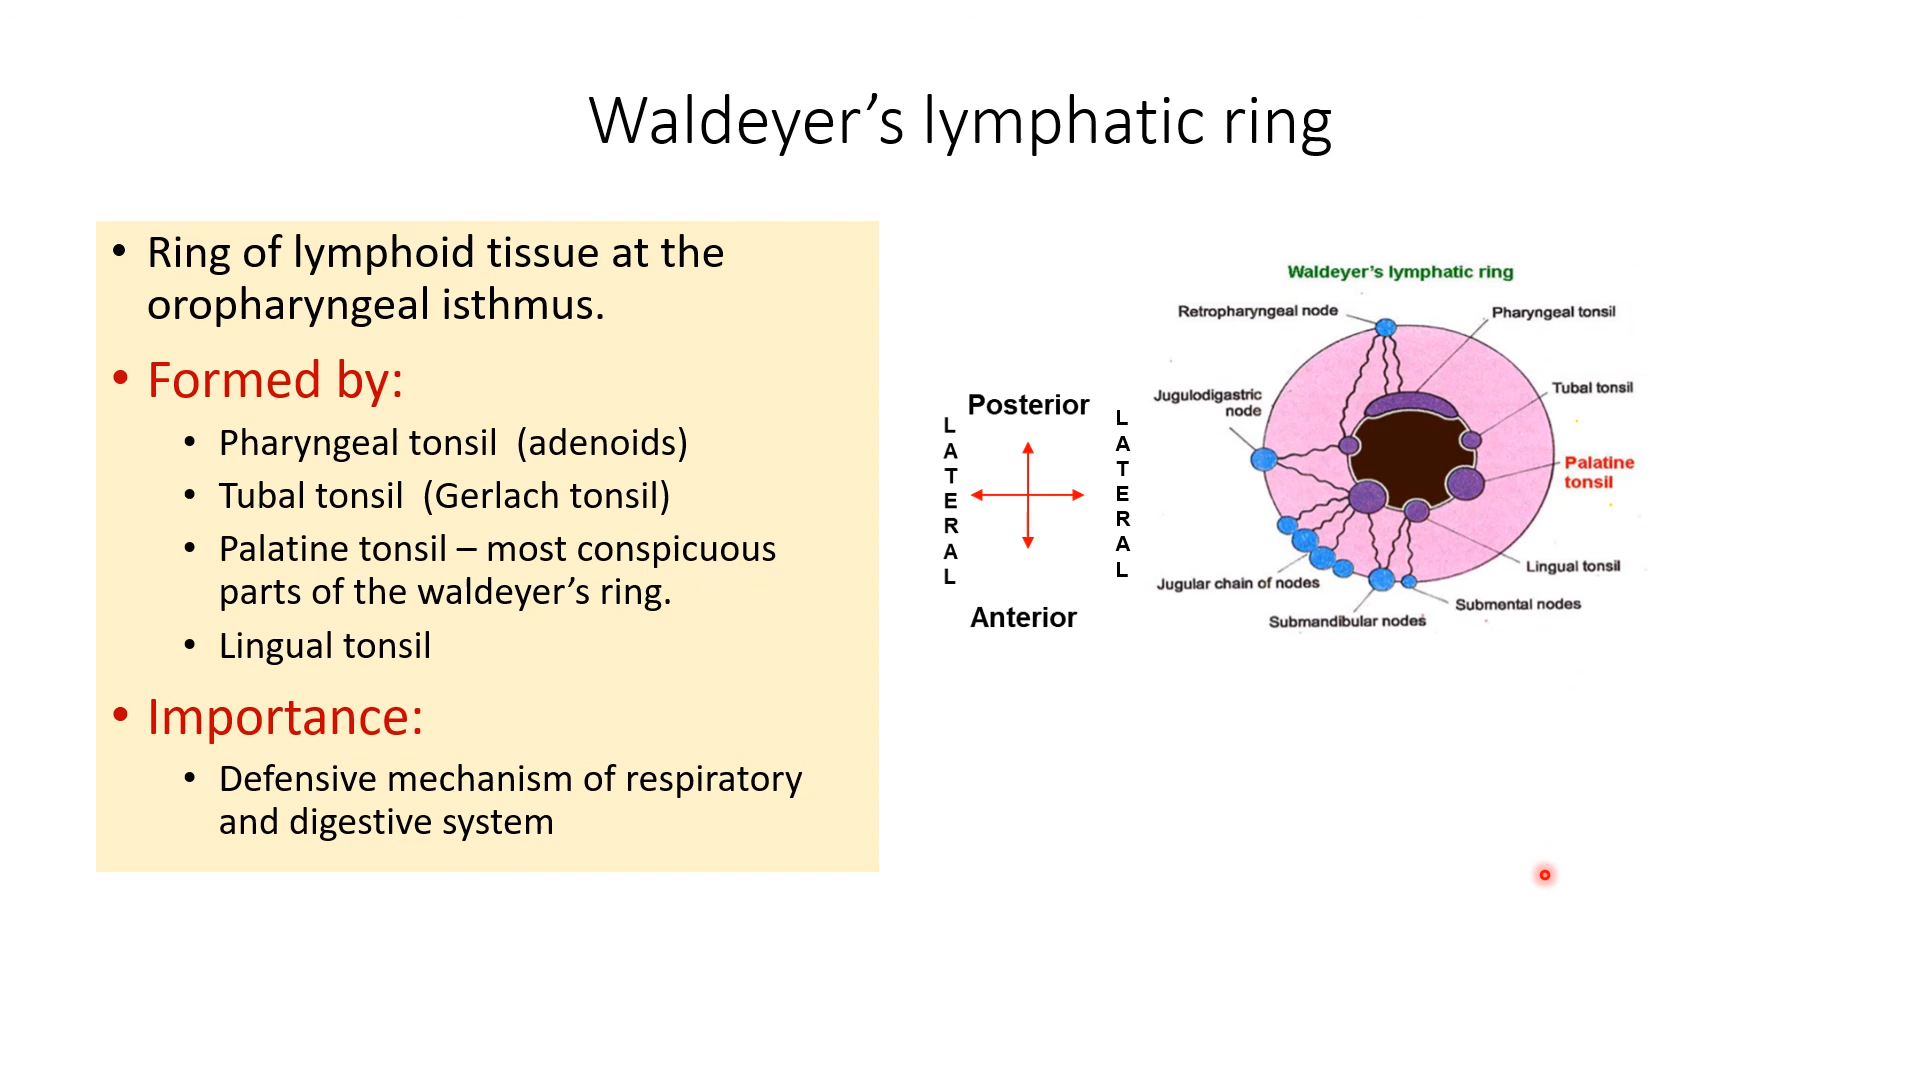 Waldeyer’s lymphatic ring
• Ring of lymphoid tissue at the
oropharyngeal isthmus.
• Formed by:
• Pharyngeal tonsil (adenoids)
• Tubal tonsil (Gerlach tonsil)
• Palatine tonsil – most conspicuous
parts of the waldeyer’s ring.
• Lingual tonsil
• Importance:
• Defensive mechanism of respiratory
and digestive system
Posterior
LATERAL
LATERAL
Anterior
Waldeyer’s lymphatic ring
Retropharyngeal node
Pharyngeal tonsil
Jugulodigastric
node
Tubal tonsil
Palatine
tonsil
Lingual tonsil
Jugular chain of nodes
Submental nodes
Submandibular nodes